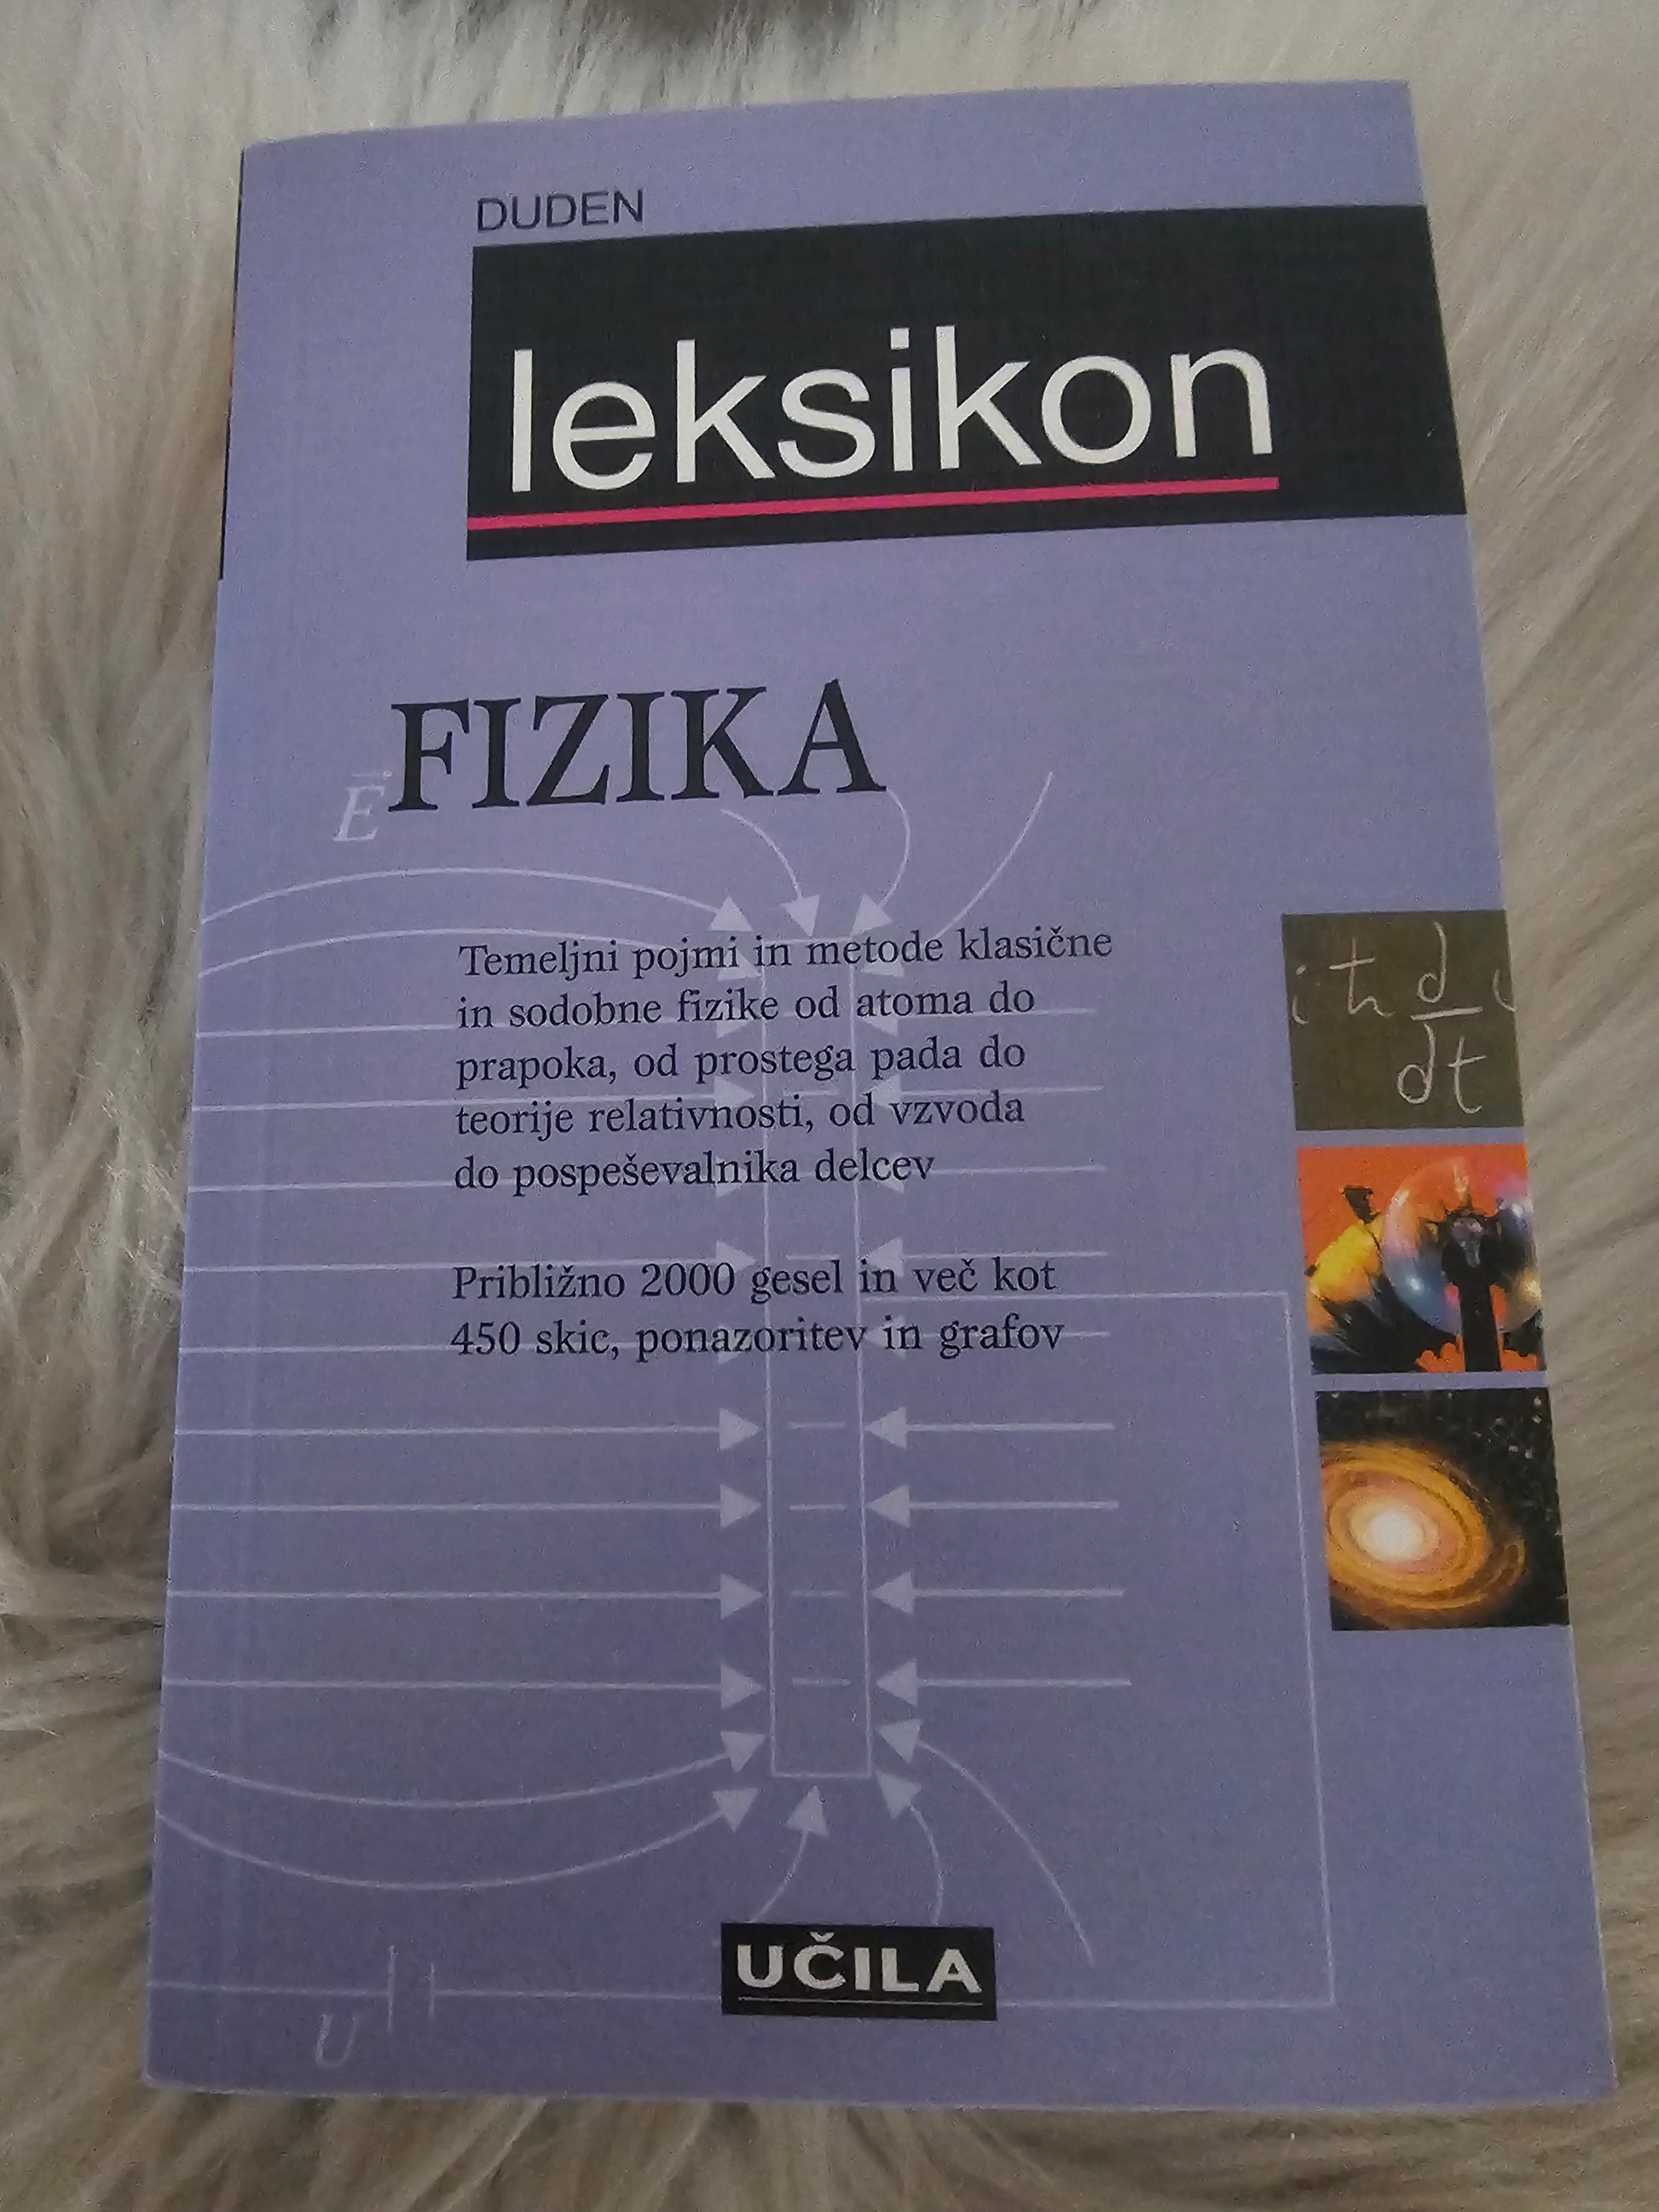 DUDEN
leksikon
FIZIKA
E
Temeljni pojmi in metode klasične
in sodobne fizike od atoma do
prapoka, od prostega pada do
teorije relativnosti, od vzvoda
do pospeševalnika delcev
Približno 2000 gesel in več kot
450 skic, ponazoritev in grafov
iħ d
dt
UČILA
U